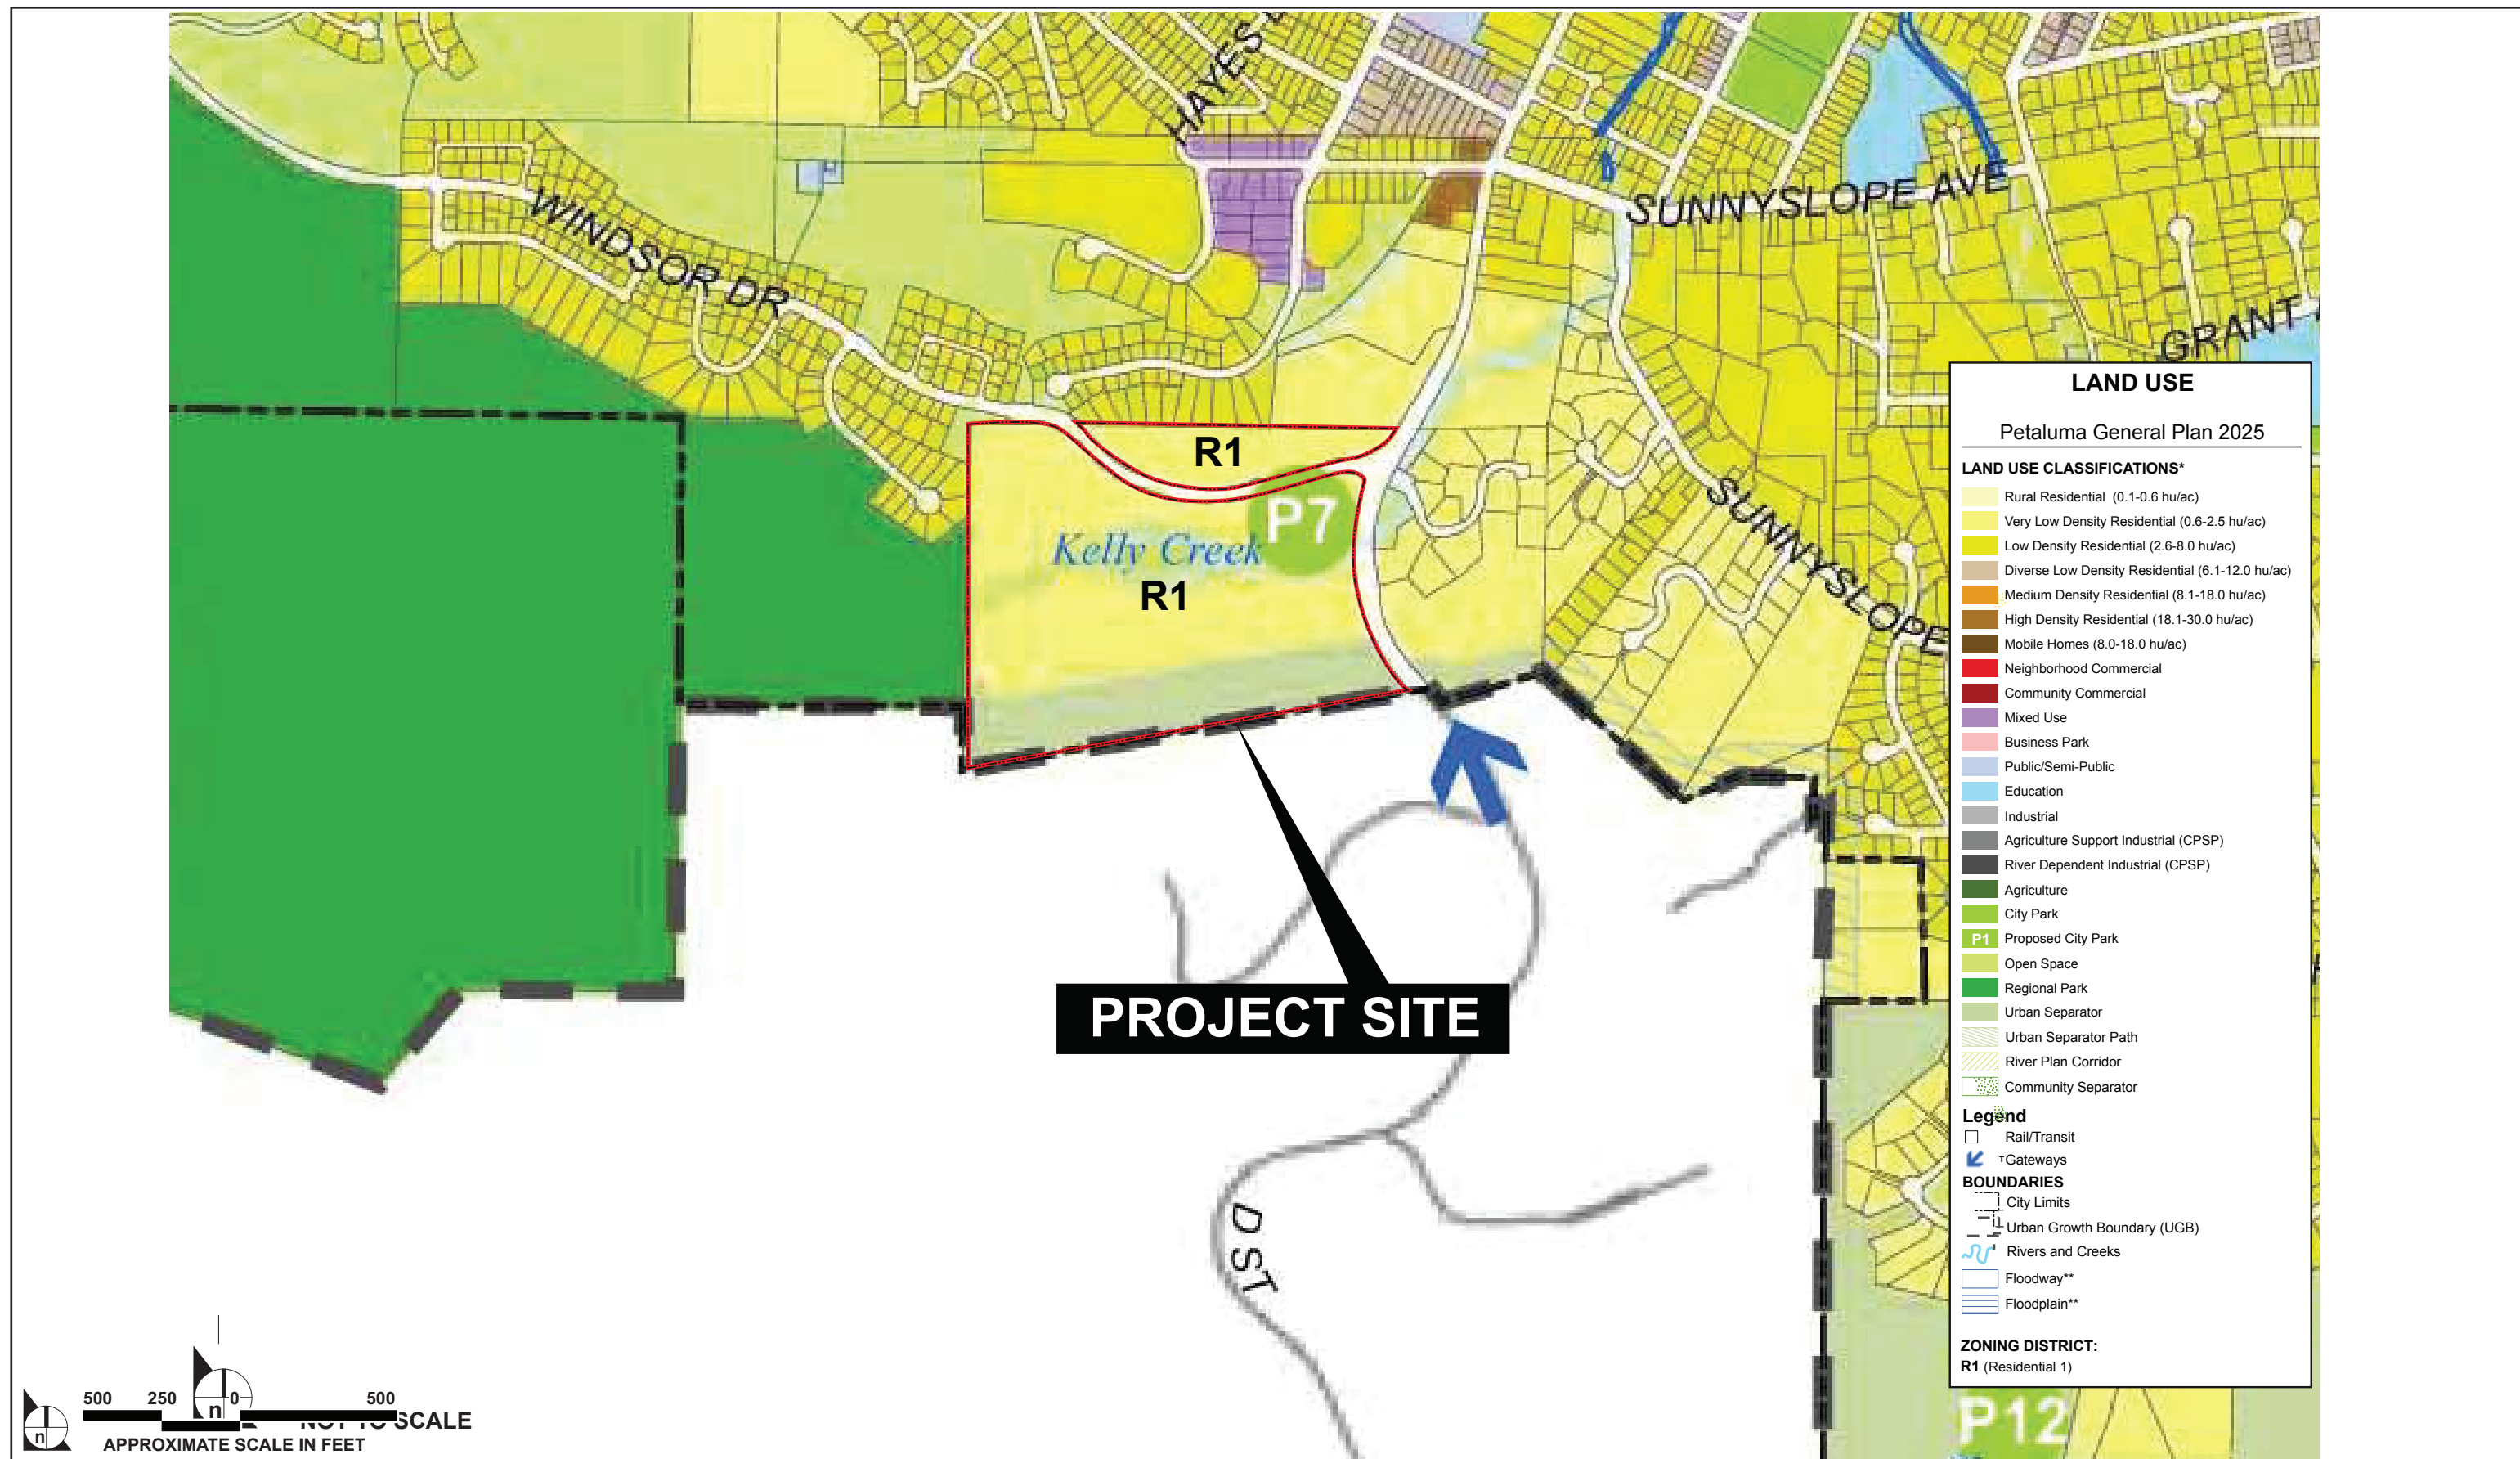 HAYES
WINDSOR DR
SUNNYSLOPE AVE
GRANT
SUNNYSLOPE
R1
P7
Kelly Creek
R1
PROJECT SITE
D ST
P12
LAND USE
Petaluma General Plan 2025
LAND USE CLASSIFICATIONS*
Rural Residential (0.1-0.6 hu/ac)
Very Low Density Residential (0.6-2.5 hu/ac)
Low Density Residential (2.6-8.0 hu/ac)
Diverse Low Density Residential (6.1-12.0 hu/ac)
Medium Density Residential (8.1-18.0 hu/ac)
High Density Residential (18.1-30.0 hu/ac)
Mobile Homes (8.0-18.0 hu/ac)
Neighborhood Commercial
Community Commercial
Mixed Use
Business Park
Public/Semi-Public
Education
Industrial
Agriculture Support Industrial (CPSP)
River Dependent Industrial (CPSP)
Agriculture
City Park
P1 Proposed City Park
Open Space
Regional Park
Urban Separator
Urban Separator Path
River Plan Corridor
Community Separator
Legend
Rail/Transit
T Gateways
BOUNDARIES
City Limits
Urban Growth Boundary (UGB)
Rivers and Creeks
Floodway**
Floodplain**
ZONING DISTRICT:
R1 (Residential 1)
500 250 0 500
n
n
NOT TO SCALE
APPROXIMATE SCALE IN FEET